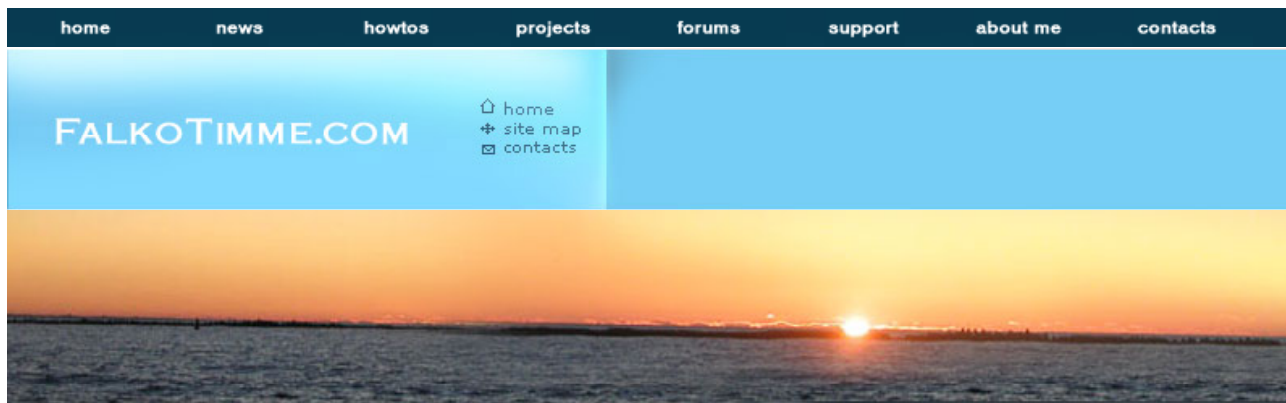 home news howtos projects forums support about me contacts
FALKOTIMME.COM
home
site map
contacts